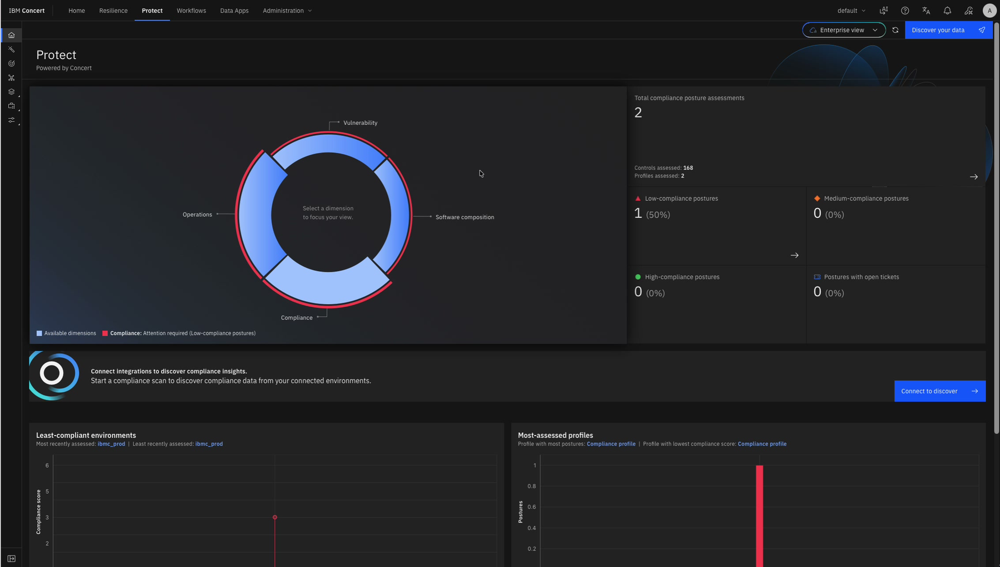 IBM Concert
Home
Resilience
Protect
Workflows
Data Apps
Administration
default
A
Enterprise view
Discover your data
Protect
Powered by Concert
Vulnerability
Operations
Select a dimension
to focus your view.
Software composition
Compliance
Available dimensions
Compliance: Attention required (Low-compliance postures)
Total compliance posture assessments
2
Controls assessed: 168
Profiles assessed: 2
Low-compliance postures
1 (50%)
Medium-compliance postures
0 (0%)
High-compliance postures
0 (0%)
Postures with open tickets
0 (0%)
Connect integrations to discover compliance insights.
Start a compliance scan to discover compliance data from your connected environments.
Connect to discover
Least-compliant environments
Most recently assessed: ibmc_prod | Least recently assessed: ibmc_prod
Compliance score
6
5
3
2
Most-assessed profiles
Profile with most postures: Compliance profile | Profile with lowest compliance score: Compliance profile
Postures
1
0.8
0.6
0.4
0.2